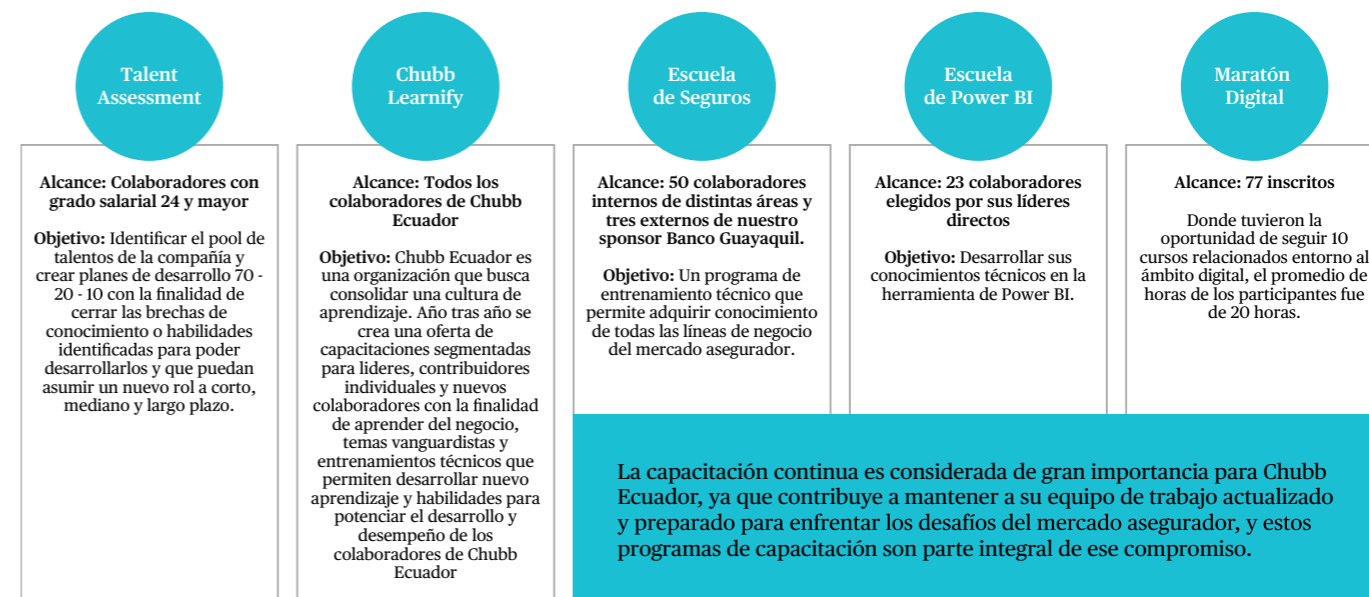 Talent
Assessment
Alcance: Colaboradores con
grado salarial 24 y mayor
Objetivo: Identificar el pool de
talentos de la compañía y
crear planes de desarrollo 70 -
20 - 10 con la finalidad de
cerrar las brechas de
conocimiento o habilidades
identificadas para poder
desarrollarlos y que puedan
asumir un nuevo rol a corto,
mediano y largo plazo.
Chubb
Learnify
Alcance: Todos los
colaboradores de Chubb
Ecuador
Objetivo: Chubb Ecuador es
una organización que busca
consolidar una cultura de
aprendizaje. Año tras año se
crea una oferta de
capacitaciones segmentadas
para lideres, contribuidores
individuales y nuevos
colaboradores con la finalidad
de aprender del negocio,
temas vanguardistas y
entrenamientos técnicos que
permiten desarrollar nuevo
aprendizaje y habilidades para
potenciar el desarrollo y
desempeño de los
colaboradores de Chubb
Ecuador
Escuela
de Seguros
Alcance: 50 colaboradores
internos de distintas áreas y
tres externos de nuestro
sponsor Banco Guayaquil.
Objetivo: Un programa de
entrenamiento técnico que
permite adquirir conocimiento
de todas las líneas de negocio
del mercado asegurador.
Escuela
de Power BI
Alcance: 23 colaboradores
elegidos por sus líderes
directos
Objetivo: Desarrollar sus
conocimientos técnicos en la
herramienta de Power BI.
Maratón
Digital
Alcance: 77 inscritos
Donde tuvieron la
oportunidad de seguir 10
cursos relacionados entorno al
ámbito digital, el promedio de
horas de los participantes fue
de 20 horas.
La capacitación continua es considerada de gran importancia para Chubb
Ecuador, ya que contribuye a mantener a su equipo de trabajo actualizado
y preparado para enfrentar los desafíos del mercado asegurador, y estos
programas de capacitación son parte integral de ese compromiso.